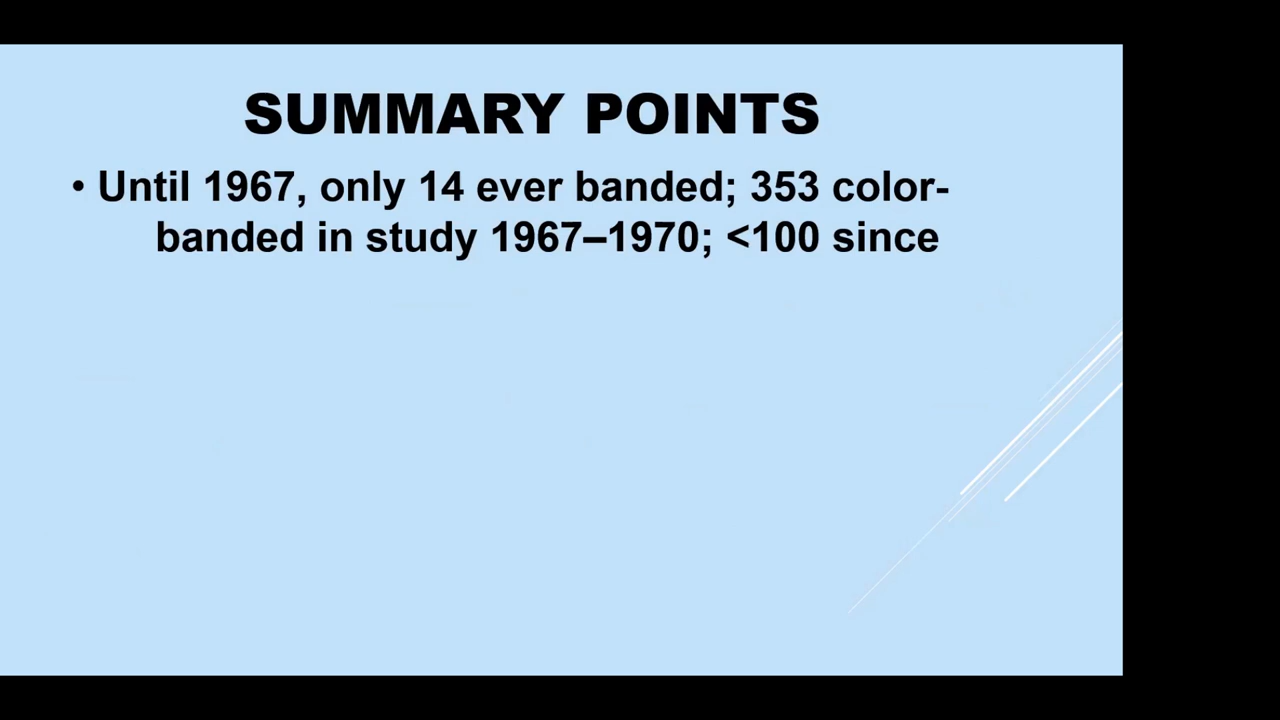 SUMMARY POINTS
• Until 1967, only 14 ever banded; 353 color-
banded in study 1967–1970; <100 since